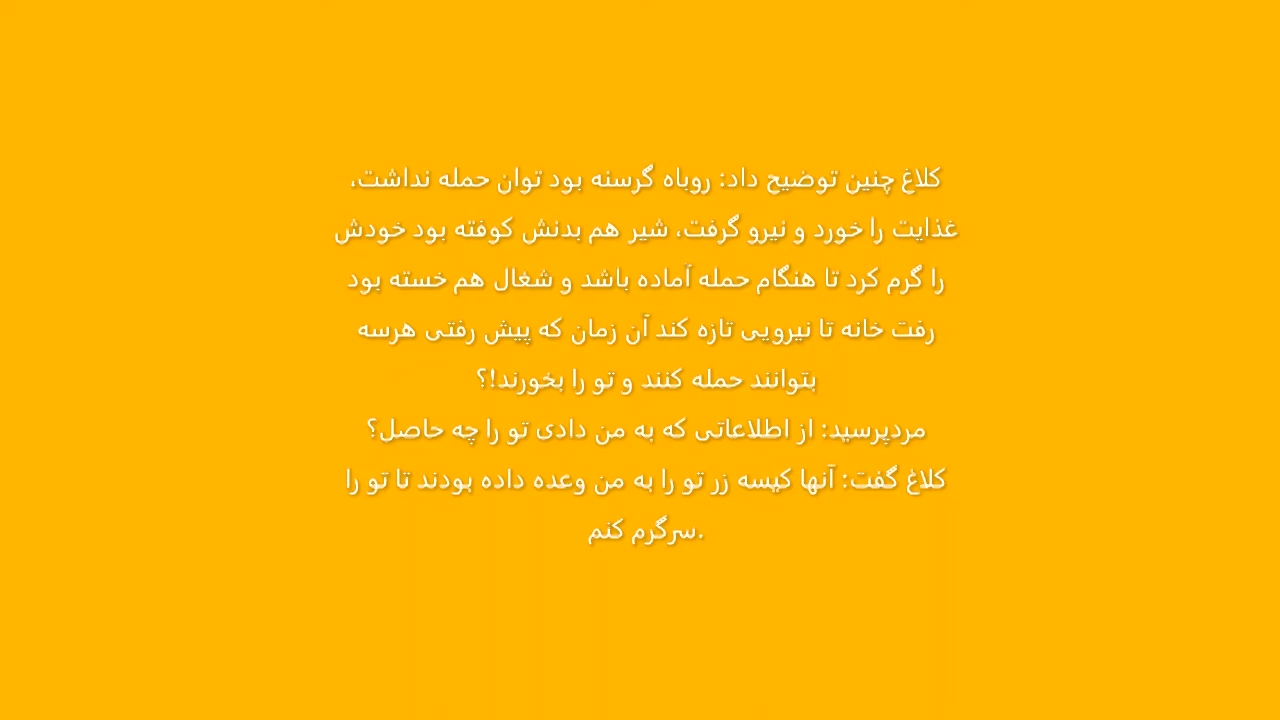 کلاغ چنین توضیح داد: روباه گرسنه بود توان حمله نداشت،
غذایت را خورد و نیرو گرفت، شیر هم بدنش کوفته بود خودش
را گرم کرد تا هنگام حمله آماده باشد و شغال هم خسته بود
رفت خانه تا نیرویی تازه کند آن زمان که پیش رفتی هرسه
بتوانند حمله کنند و تو را بخورند!؟
مردپرسید: از اطلاعاتی که به من دادی تو را چه حاصل؟
کلاغ گفت: آنها کیسه زر تو را به من وعده داده بودند تا تو را
.سرگرم کنم